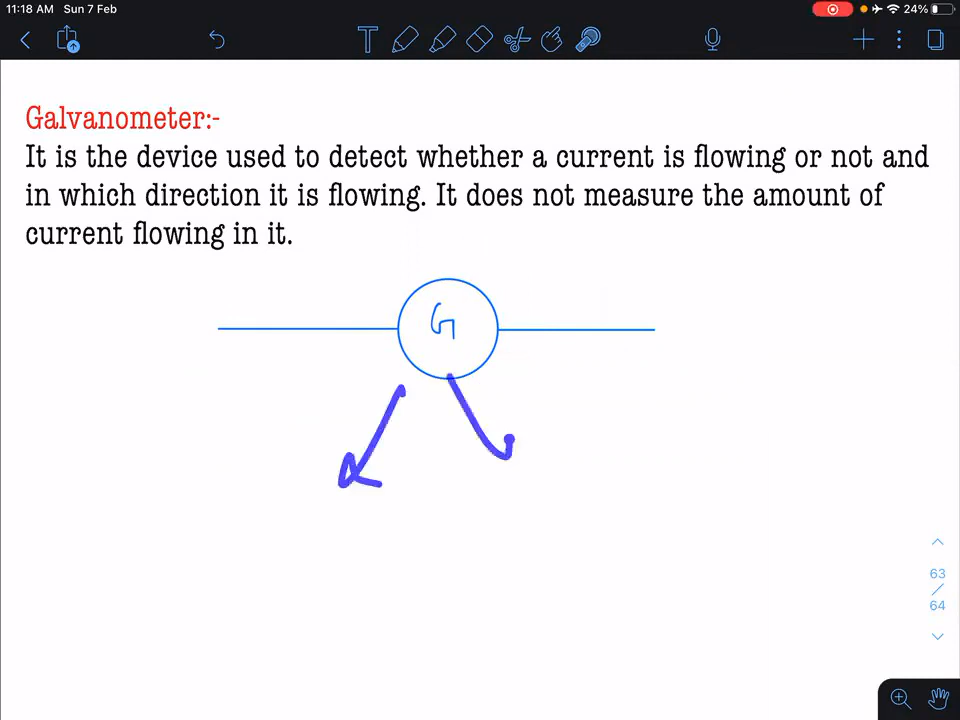 11:18 AM Sun 7 Feb
24%
Galvanometer:-
It is the device used to detect whether a current is flowing or not and
in which direction it is flowing. It does not measure the amount of
current flowing in it.
G
63
/
64